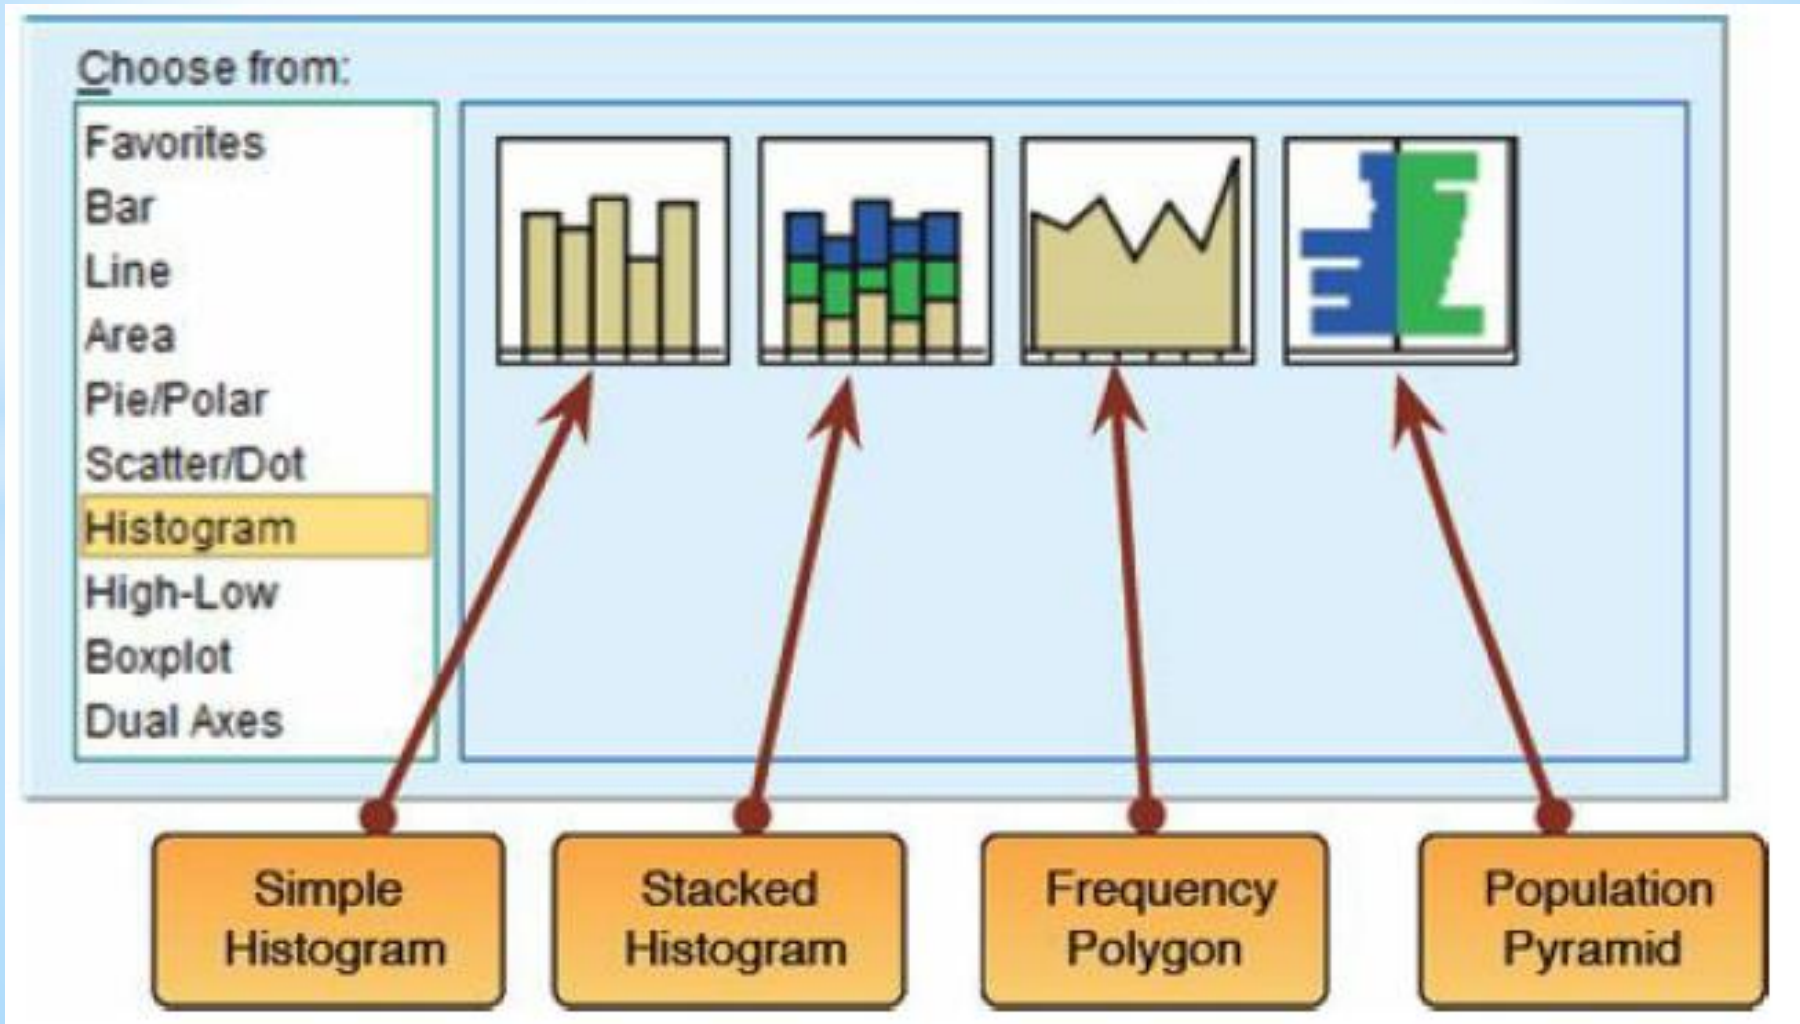 Choose from:
Favorites
Bar
Line
Area
Pie/Polar
Scatter/Dot
Histogram
High-Low
Boxplot
Dual Axes
Simple
Histogram
Stacked
Histogram
Frequency
Polygon
Population
Pyramid